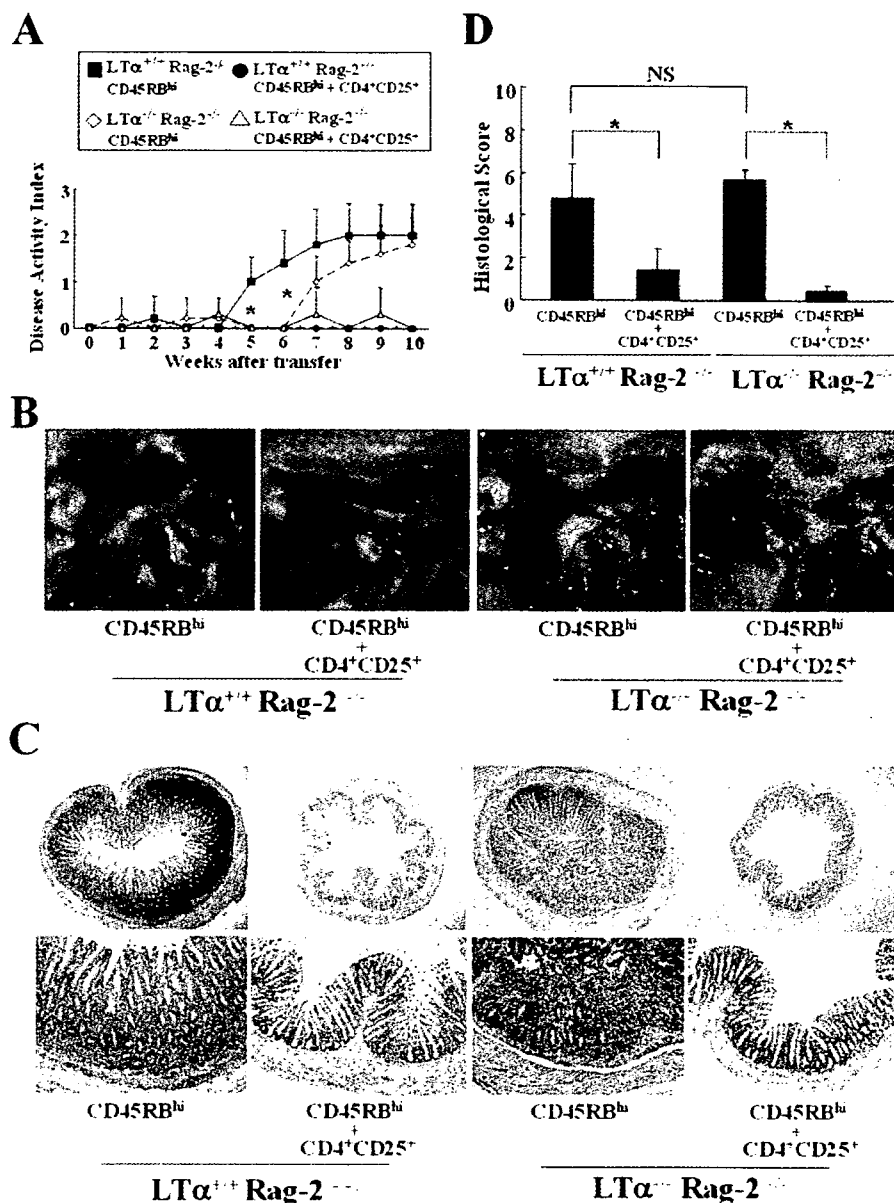 A
LTα+/+ Rag-2-/-
CD45RBhi
LTα+/+ Rag-2-/-
CD45RBhi + CD4+CD25+
LTα-/- Rag-2-/-
CD45RBhi
LTα-/- Rag-2-/-
CD45RBhi + CD4+CD25+
Disease Activity Index
3
2
1
0
*
*
0 1 2 3 4 5 6 7 8 9 10
Weeks after transfer
D
NS
*
*
Histological Score
10
8
6
4
2
0
CD45RBhi
CD45RBhi
+ CD4+CD25+
CD45RBhi
CD45RBhi
+ CD4+CD25+
LTα+/+ Rag-2-/-
LTα-/- Rag-2-/-
B
CD45RBhi
CD45RBhi
+
CD4+CD25+
CD45RBhi
CD45RBhi
+
CD4+CD25+
LTα+/+ Rag-2-/-
LTα-/- Rag-2-/-
C
CD45RBhi
CD45RBhi
+
CD4+CD25+
CD45RBhi
CD45RBhi
+
CD4+CD25+
LTα+/+ Rag-2-/-
LTα-/- Rag-2-/-